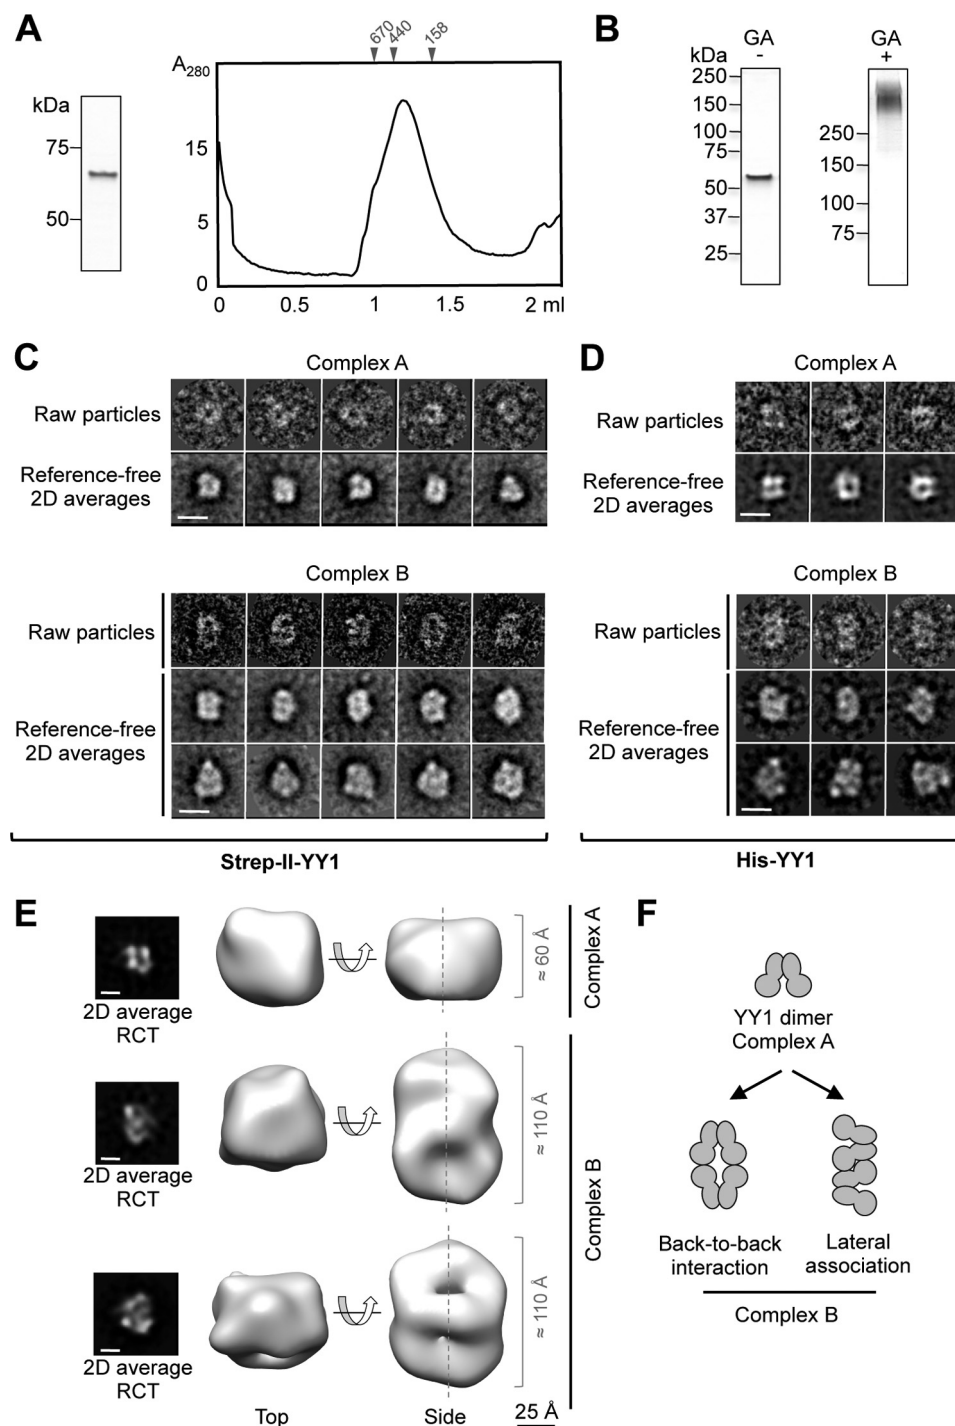 A
kDa
75
50
A280
15
5
0
670
440
158
0
0.5
1
1.5
2 ml
B
GA
-
kDa
250
150
100
75
50
37
25
GA
+
250
150
100
75
C
Complex A
Raw particles
Reference-free
2D averages
Complex B
Raw particles
Reference-free
2D averages
Strep-II-YY1
D
Complex A
Raw particles
Reference-free
2D averages
Complex B
Raw particles
Reference-free
2D averages
His-YY1
E
2D average
RCT
≈ 60 Å
Complex A
2D average
RCT
≈ 110 Å
2D average
RCT
≈ 110 Å
Complex B
Top
Side
25 Å
F
YY1 dimer
Complex A
Back-to-back
interaction
Lateral
association
Complex B